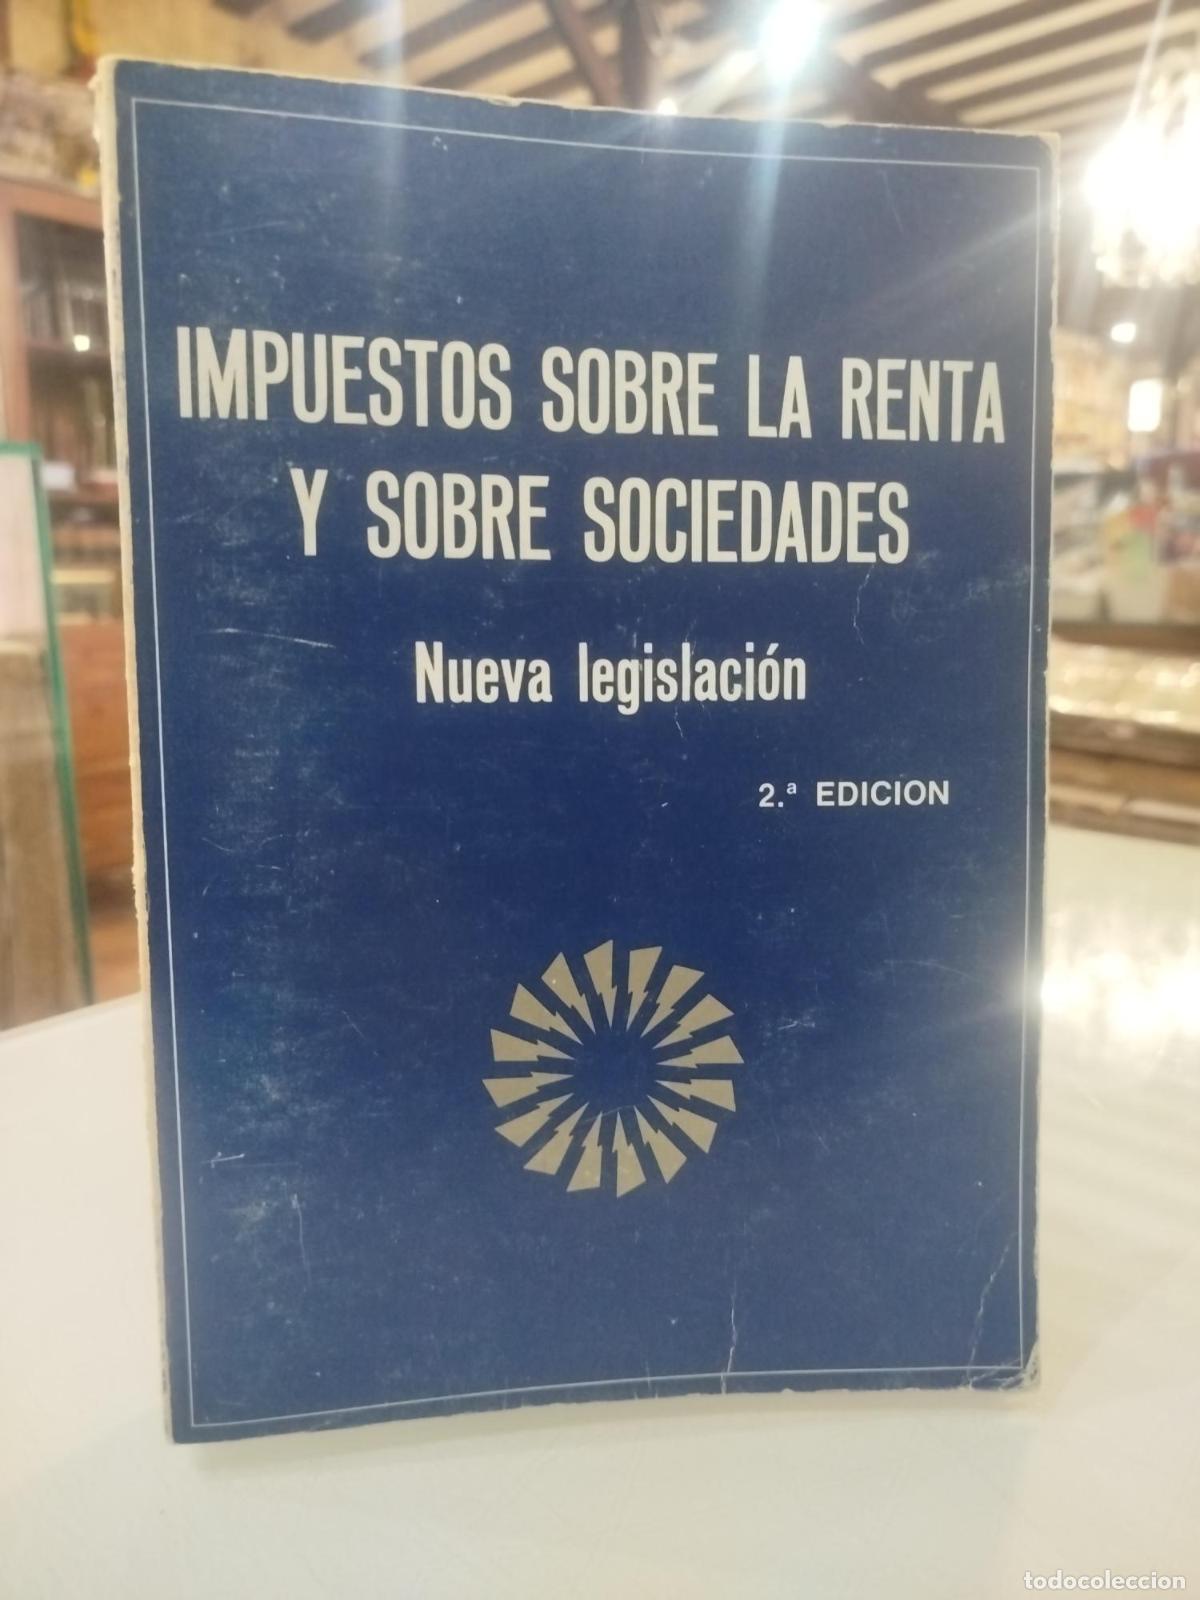 IMPUESTOS SOBRE LA RENTA
Y SOBRE SOCIEDADES
Nueva legislación
2.ª EDICION
todocoleccion